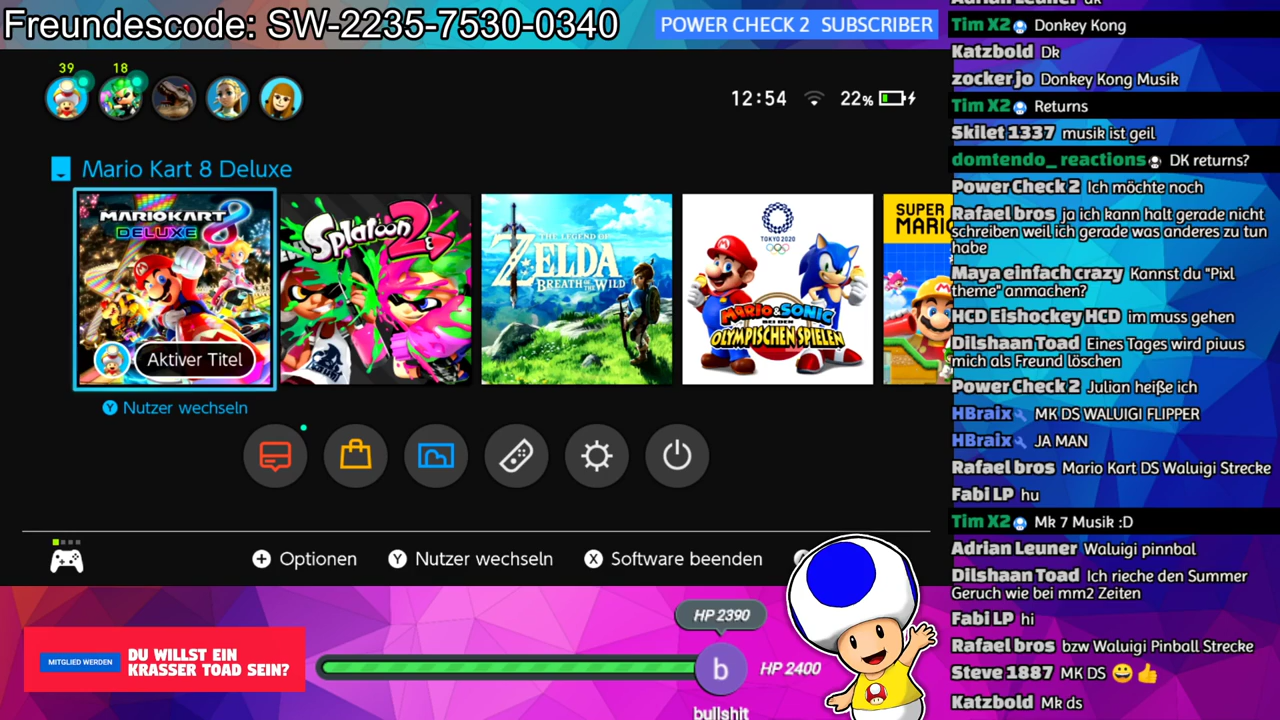 Freundescode: SW-2235-7530-0340
POWER CHECK 2 SUBSCRIBER
39
18
12:54
22%
Mario Kart 8 Deluxe
MARIOKART 8
DELUXE
Aktiver Titel
Splatoon 2
THE LEGEND OF
ZELDA
BREATH OF THE WILD
TOKYO 2020
MARIO & SONIC
BEI DEN
OLYMPISCHEN SPIELEN
SUPER
MARIO
Y Nutzer wechseln
+ Optionen
Y Nutzer wechseln
X Software beenden
MITGLIED WERDEN
DU WILLST EIN
KRASSER TOAD SEIN?
HP 2390
b
HP 2400
bullshit
Adrian Leuner dk
Tim X2 Donkey Kong
Katzbold Dk
zocker jo Donkey Kong Musik
Tim X2 Returns
Skilet 1337 musik ist geil
domtendo_reactions DK returns?
Power Check 2 Ich möchte noch
Rafael bros ja ich kann halt gerade nicht
schreiben weil ich gerade was anderes zu tun
habe
Maya einfach crazy Kannst du "Pixl
theme" anmachen?
HCD Eishockey HCD im muss gehen
Dilshaan Toad Eines Tages wird piuus
mich als Freund löschen
Power Check 2 Julian heiße ich
HBraix MK DS WALUIGI FLIPPER
HBraix JA MAN
Rafael bros Mario Kart DS Waluigi Strecke
Fabi LP hu
Tim X2 Mk 7 Musik :D
Adrian Leuner Waluigi pinnbal
Dilshaan Toad Ich rieche den Summer
Geruch wie bei mm2 Zeiten
Fabi LP hi
Rafael bros bzw Waluigi Pinball Strecke
Steve 1887 MK DS 😀👍
Katzbold Mk ds